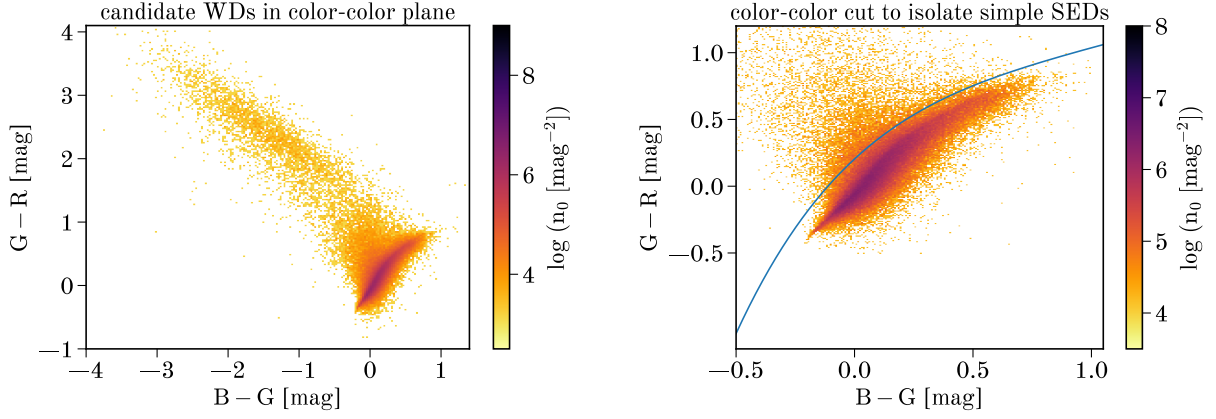 candidate WDs in color-color plane
4
3
2
1
0
−1
G − R [mag]
−4 −3 −2 −1 0 1
B − G [mag]
8
6
4
log (n₀ [mag⁻²])
color-color cut to isolate simple SEDs
1.0
0.5
0.0
−0.5
G − R [mag]
−0.5 0.0 0.5 1.0
B − G [mag]
8
7
6
5
4
log (n₀ [mag⁻²])